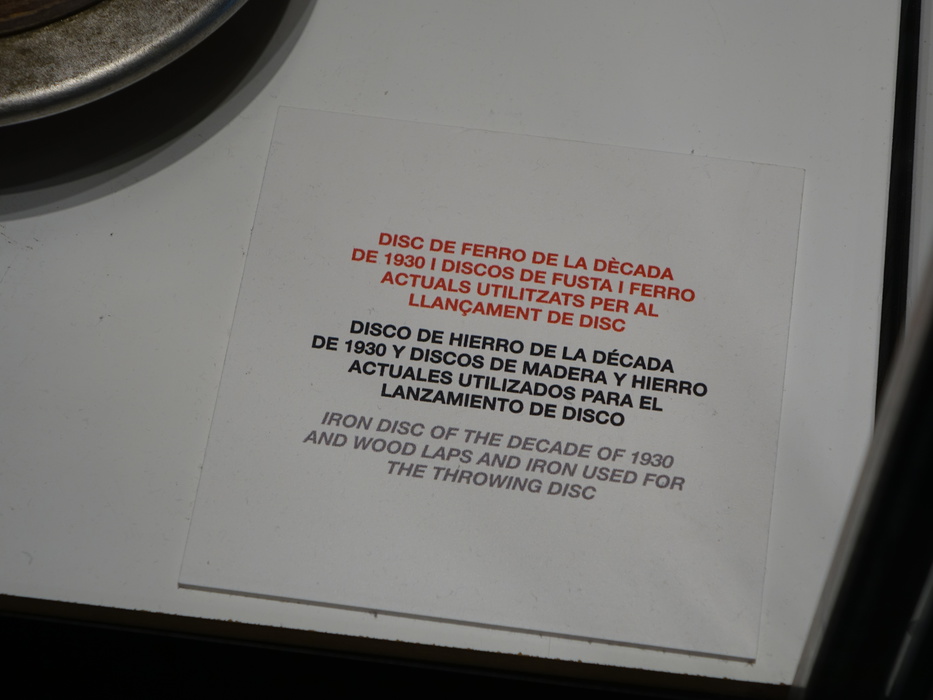 DISC DE FERRO DE LA DÈCADA
DE 1930 I DISCOS DE FUSTA I FERRO
ACTUALS UTILITZATS PER AL
LLANÇAMENT DE DISC
DISCO DE HIERRO DE LA DÉCADA
DE 1930 Y DISCOS DE MADERA Y HIERRO
ACTUALES UTILIZADOS PARA EL
LANZAMIENTO DE DISCO
IRON DISC OF THE DECADE OF 1930
AND WOOD LAPS AND IRON USED FOR
THE THROWING DISC